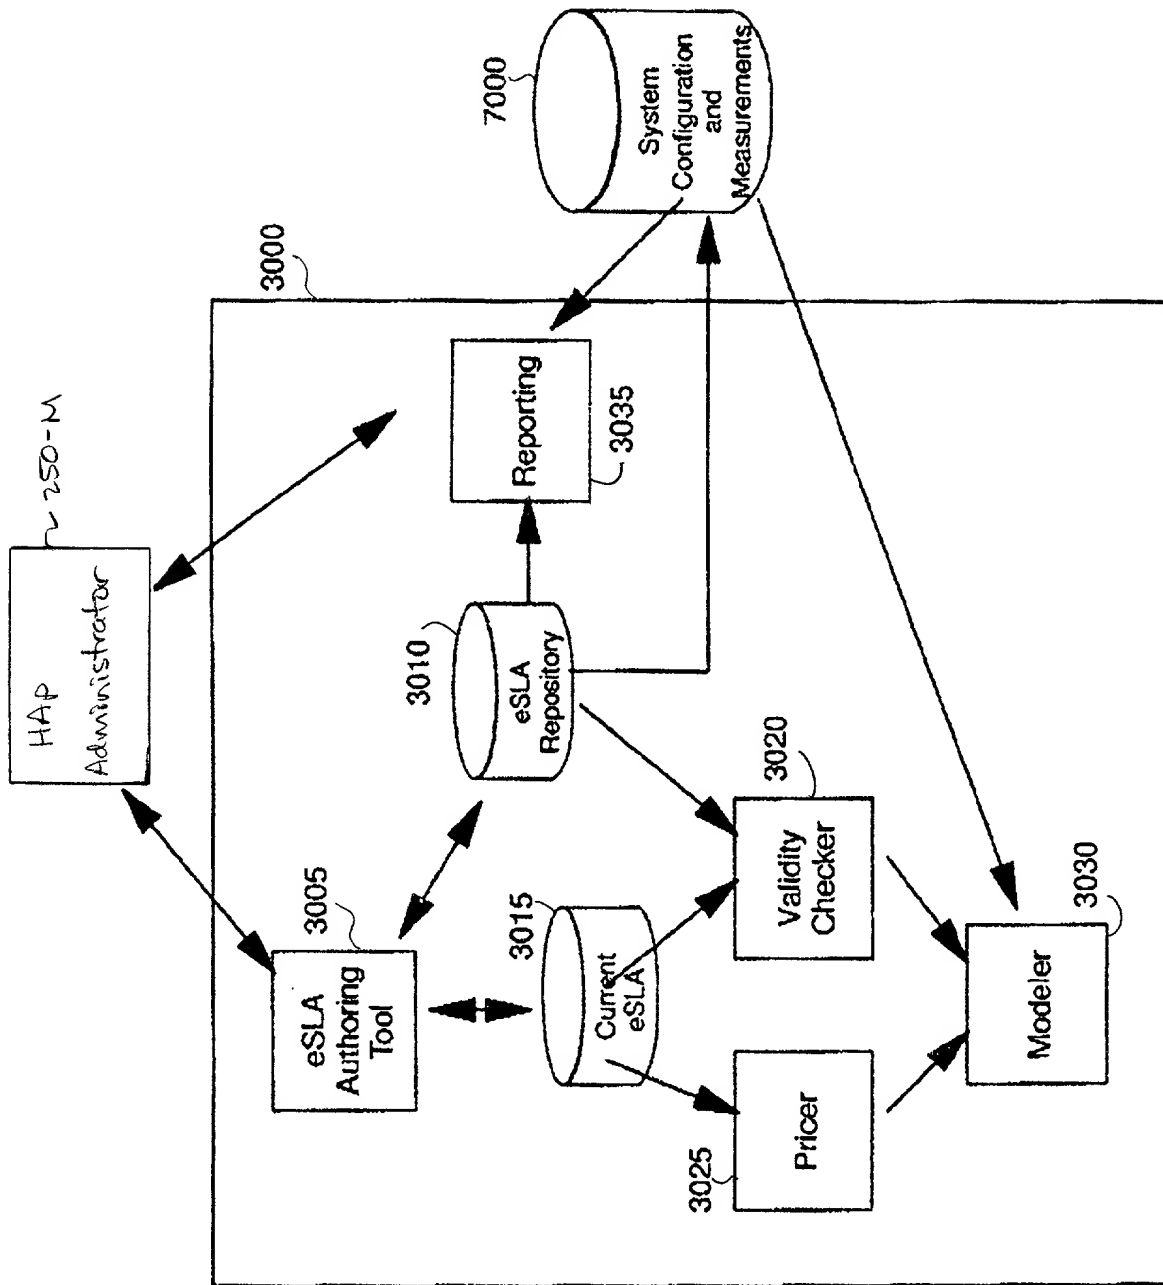 HAp
Administrator
250-M
3000
eSLA
Authoring
Tool
3005
3010
eSLA
Repository
Reporting
3035
7000
System
Configuration
and
Measurements
3015
Current
eSLA
3020
Validity
Checker
3025
Pricer
Modeler
3030